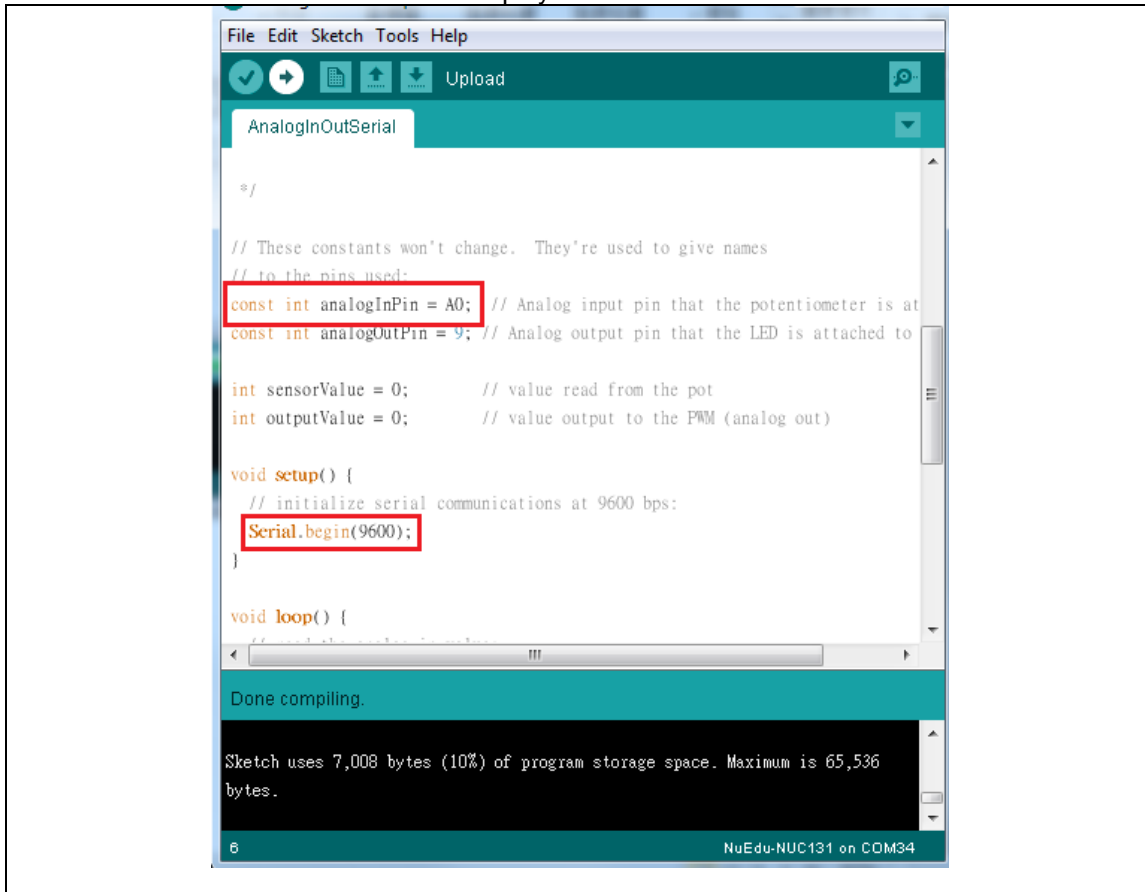 File Edit Sketch Tools Help
Upload
AnalogInOutSerial
*/
// These constants won't change.  They're used to give names
// to the pins used:
const int analogInPin = A0;  // Analog input pin that the potentiometer is at
const int analogOutPin = 9; // Analog output pin that the LED is attached to
int sensorValue = 0;        // value read from the pot
int outputValue = 0;        // value output to the PWM (analog out)
void setup() {
  // initialize serial communications at 9600 bps:
  Serial.begin(9600);
}
void loop() {
Done compiling.
Sketch uses 7,008 bytes (10%) of program storage space. Maximum is 65,536
bytes.
6
NuEdu-NUC131 on COM34